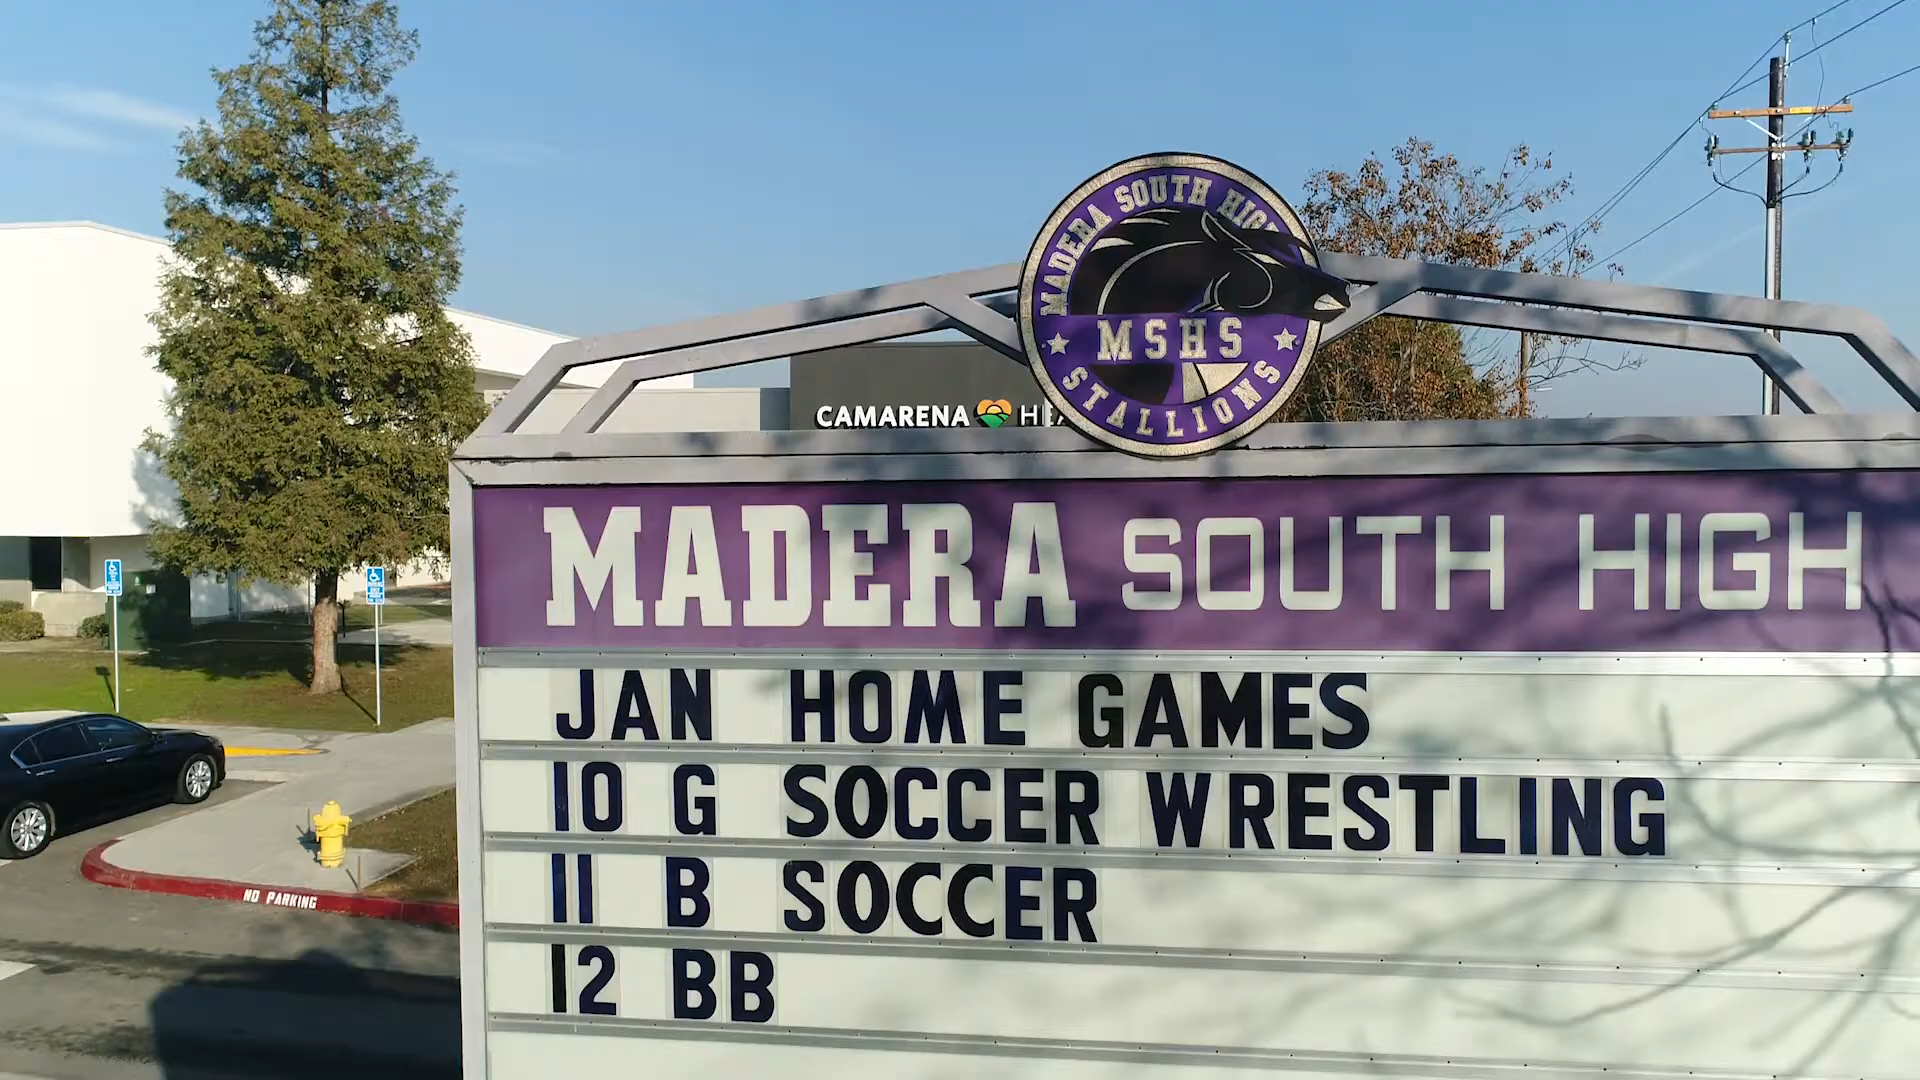 MADERA SOUTH HIGH
MSHS
STALLIONS
CAMARENA
MADERA SOUTH HIGH
JAN HOME GAMES
10 G SOCCER WRESTLING
11 B SOCCER
12 BB
NO PARKING